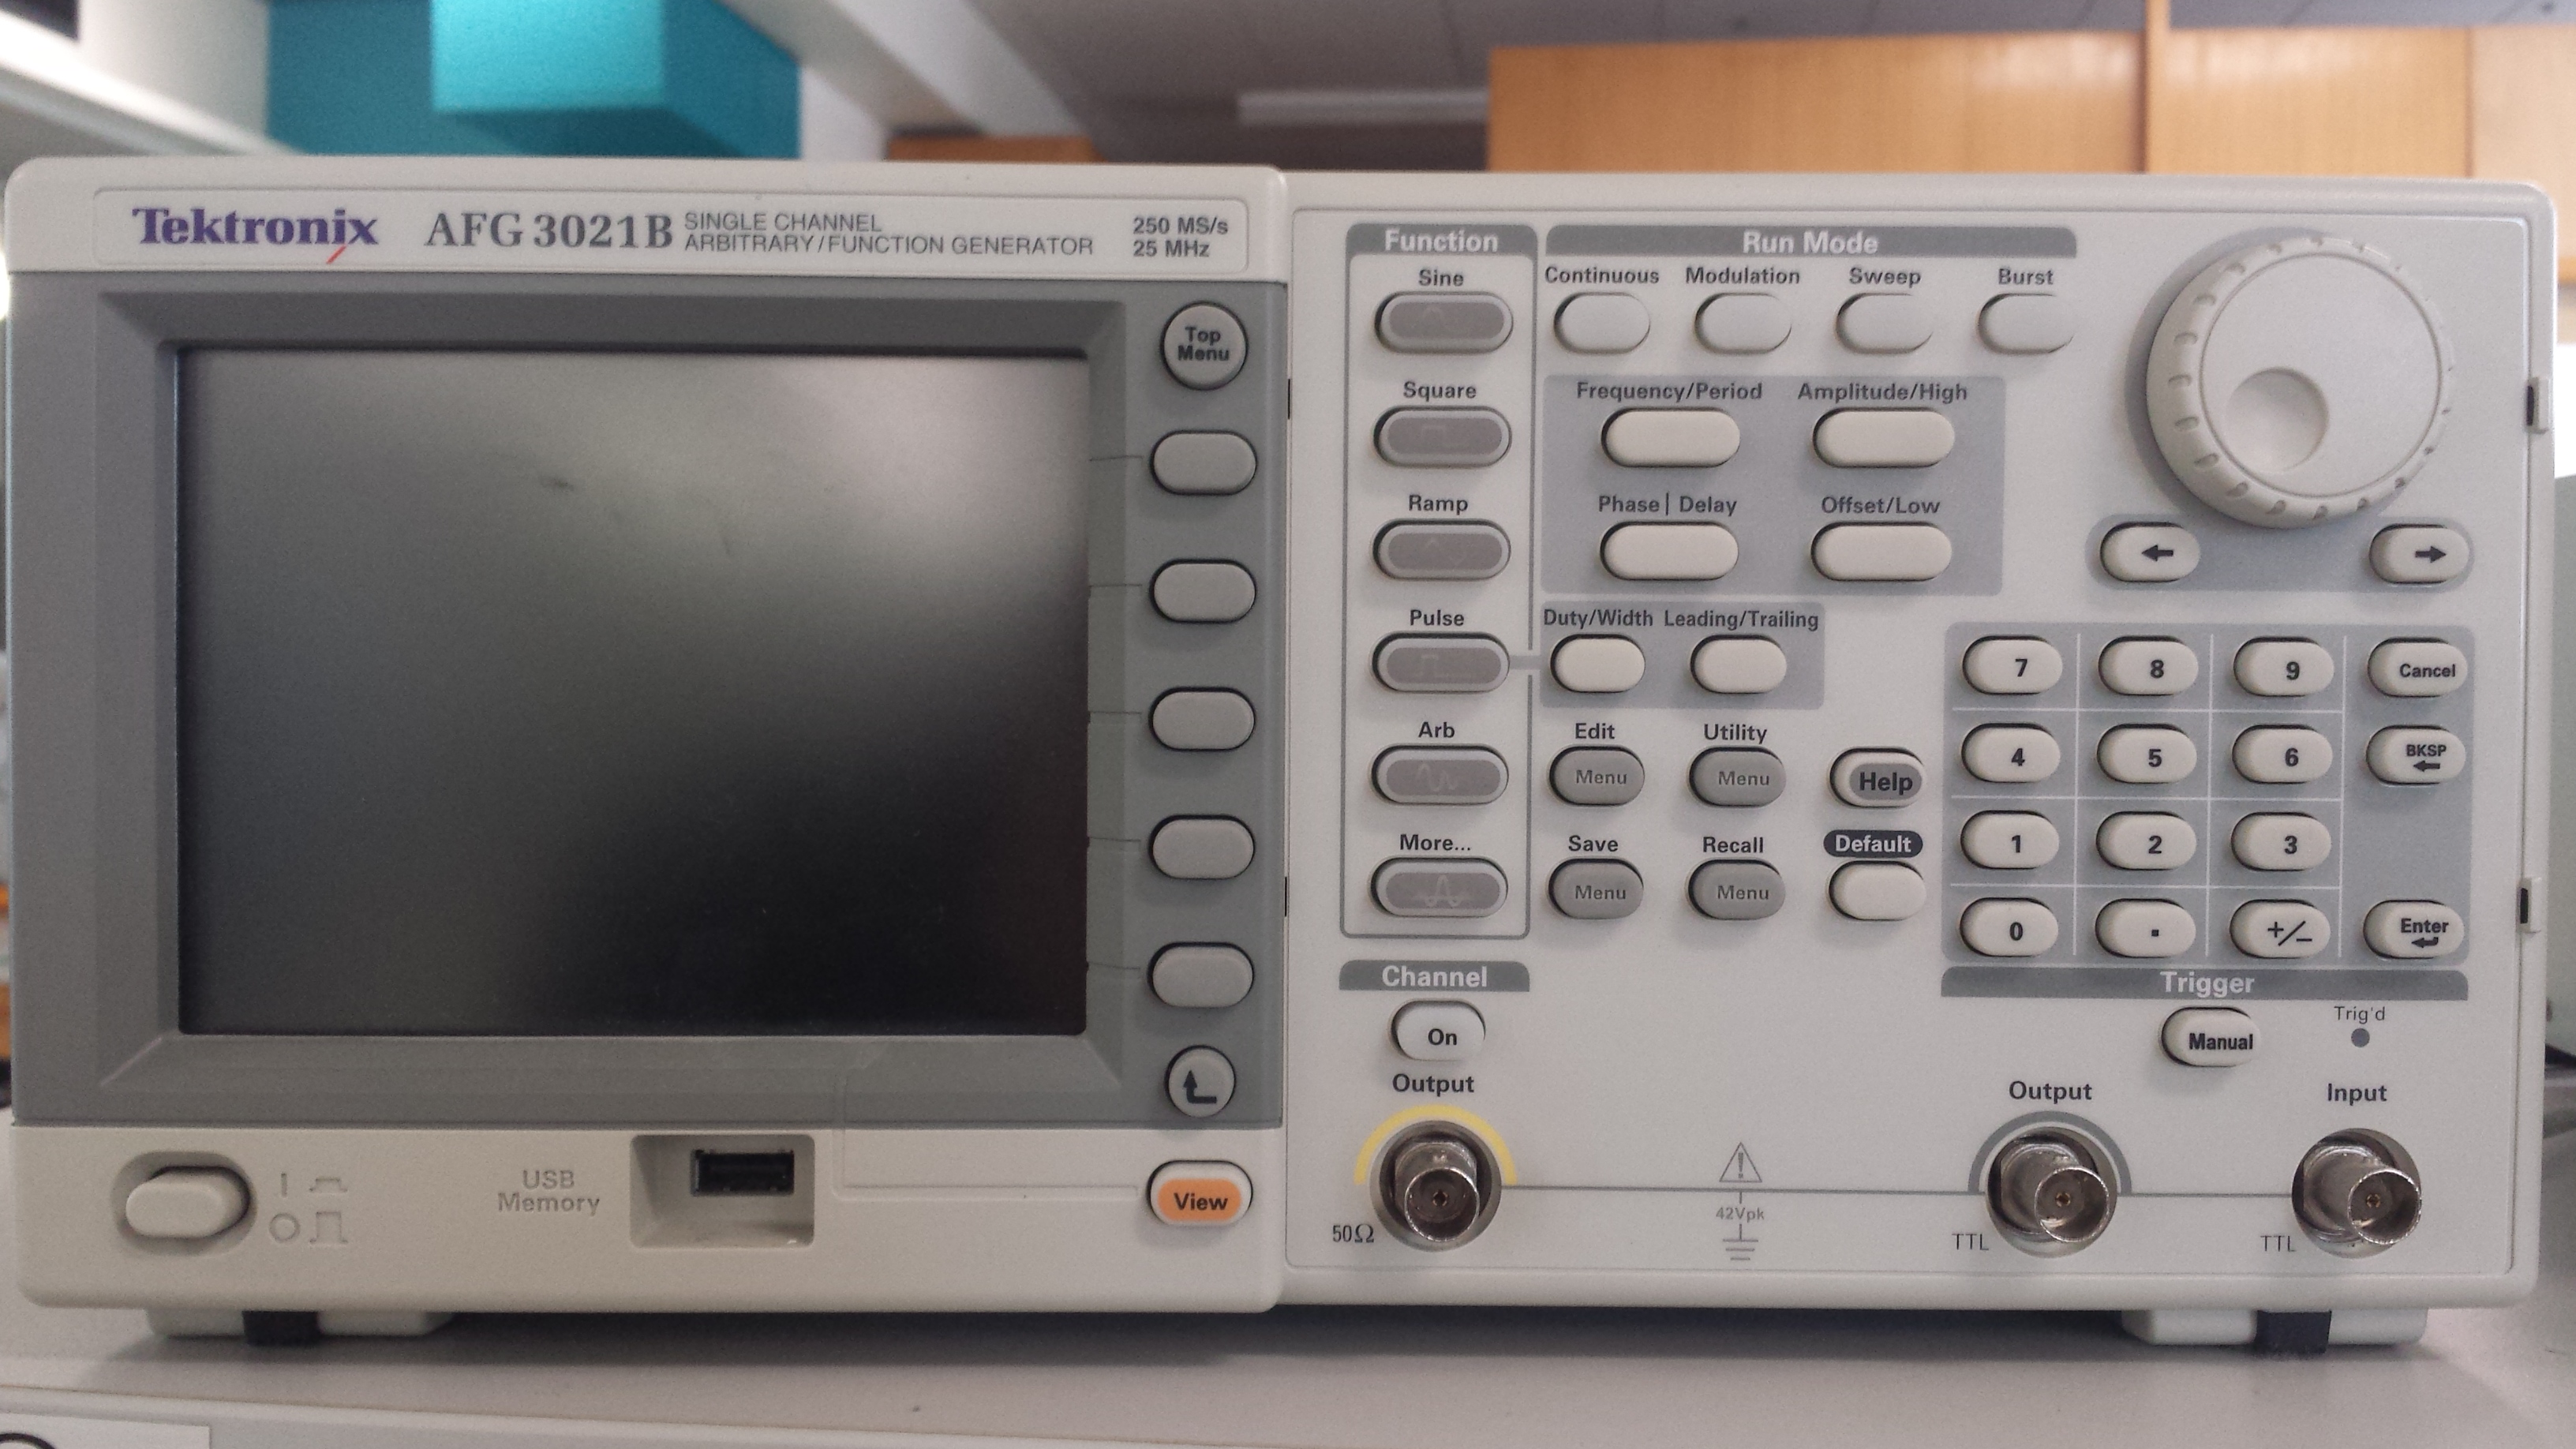 Tektronix AFG 3021B SINGLE CHANNEL 250 MS/s
ARBITRARY/FUNCTION GENERATOR 25 MHz
Top
Menu
USB
Memory
View
Function
Sine
Square
Ramp
Pulse
Arb
More...
Run Mode
Continuous Modulation Sweep Burst
Frequency/Period Amplitude/High
Phase | Delay Offset/Low
Duty/Width Leading/Trailing
Edit Utility
Menu Menu Help
Save Recall Default
Menu Menu
7 8 9 Cancel
4 5 6 BKSP
1 2 3
0 . +/− Enter
Channel
On
Output
50Ω
42Vpk
Trigger
Manual Trig'd
Output Input
TTL TTL